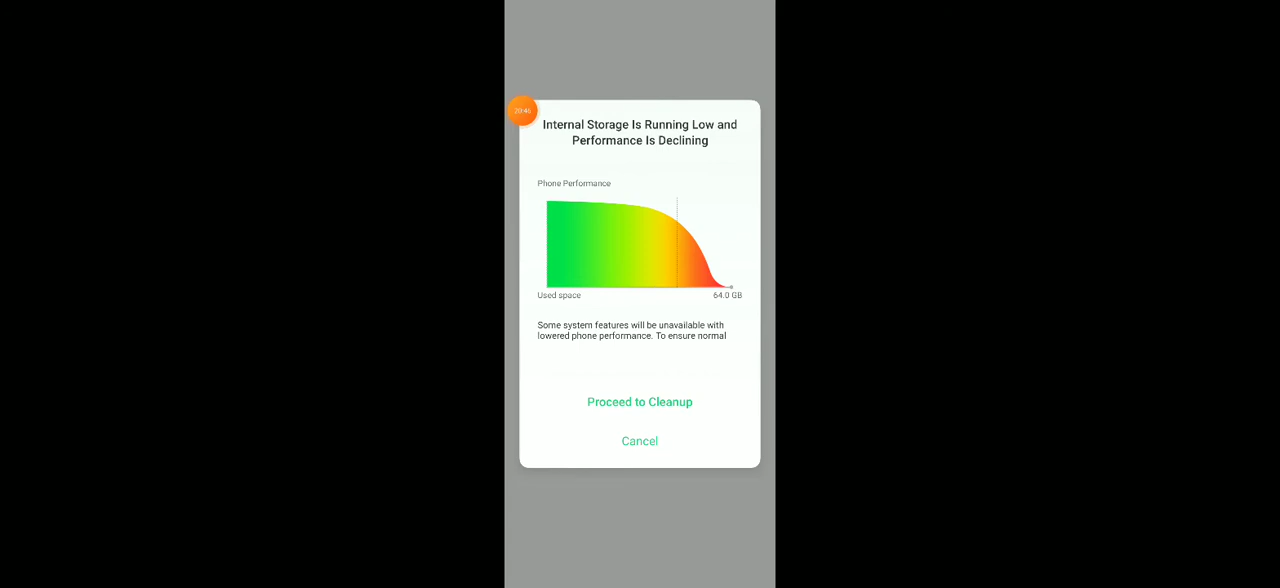 20:46
Internal Storage Is Running Low and
Performance Is Declining
Phone Performance
Used space
64.0 GB
Some system features will be unavailable with
lowered phone performance. To ensure normal
Proceed to Cleanup
Cancel